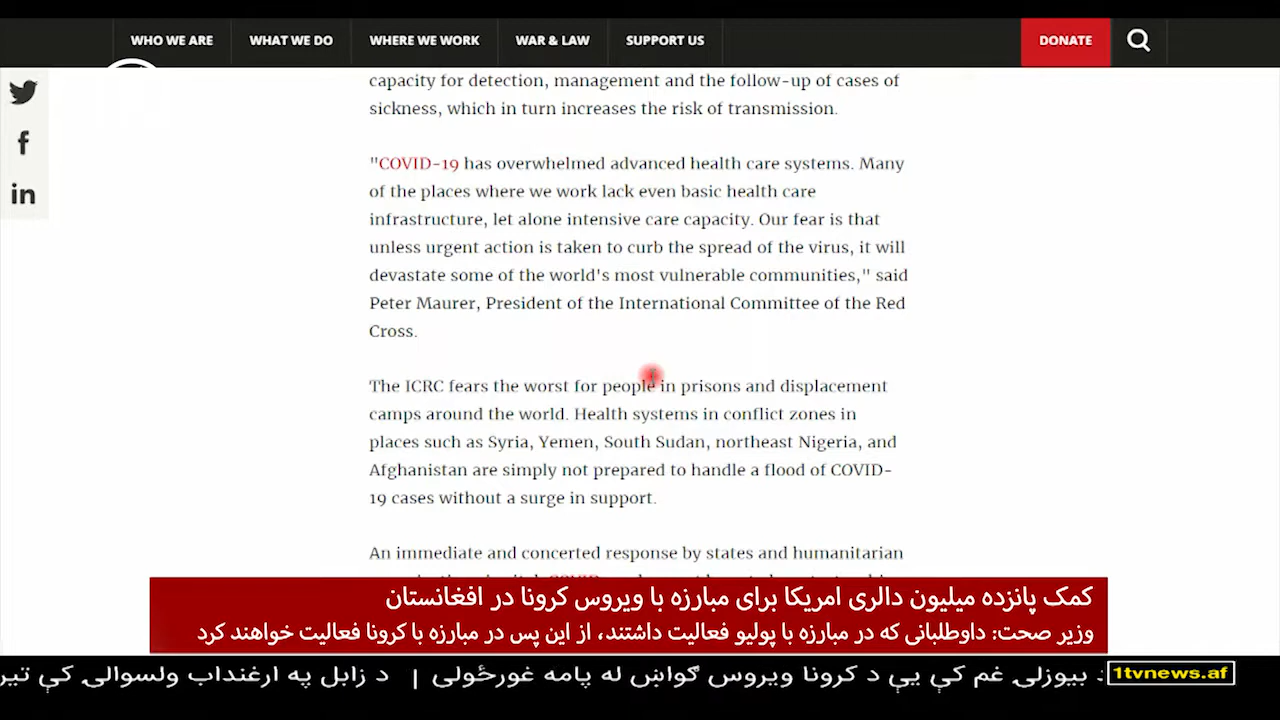 WHO WE ARE
WHAT WE DO
WHERE WE WORK
WAR & LAW
SUPPORT US
DONATE
capacity for detection, management and the follow-up of cases of
sickness, which in turn increases the risk of transmission.
"COVID-19 has overwhelmed advanced health care systems. Many
of the places where we work lack even basic health care
infrastructure, let alone intensive care capacity. Our fear is that
unless urgent action is taken to curb the spread of the virus, it will
devastate some of the world's most vulnerable communities," said
Peter Maurer, President of the International Committee of the Red
Cross.
The ICRC fears the worst for people in prisons and displacement
camps around the world. Health systems in conflict zones in
places such as Syria, Yemen, South Sudan, northeast Nigeria, and
Afghanistan are simply not prepared to handle a flood of COVID-
19 cases without a surge in support.
An immediate and concerted response by states and humanitarian
کمک پانزده میلیون دالری امریکا برای مبارزه با ویروس کرونا در افغانستان
وزیر صحت: داوطلبانی که در مبارزه با پولیو فعالیت داشتند، از این پس در مبارزه با کرونا فعالیت خواهند کرد
د بیوزلۍ غم کې یې د کرونا ویروس ګواښ له پامه غورځولی | د زابل په ارغنداب ولسوالۍ کې
1tvnews.af